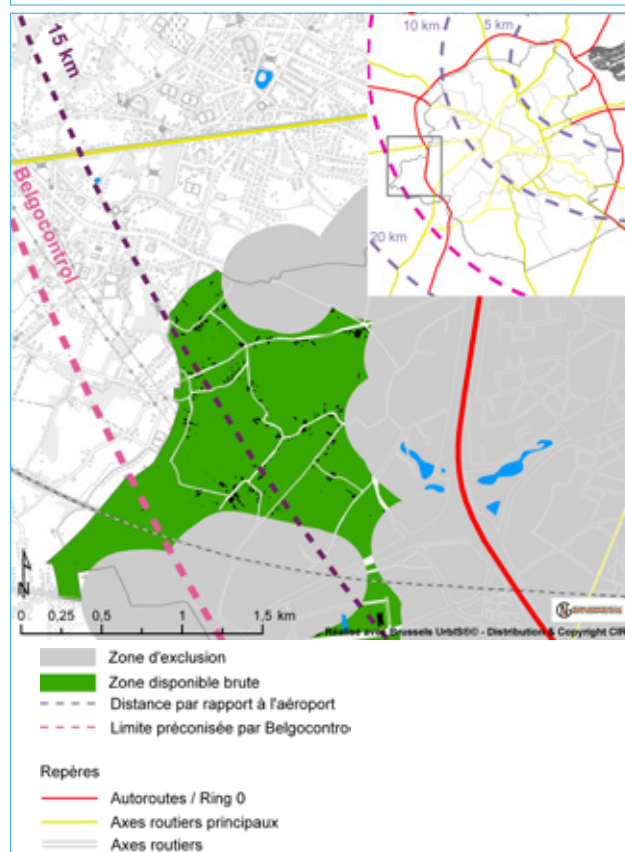 15 km
10 km
5 km
20 km
Belgocontrol
N
0 0,25 0,5 1 1,5 km
Réalisé avec Brussels UrbIS®© - Distribution & Copyright CIR
Zone d'exclusion
Zone disponible brute
Distance par rapport à l'aéroport
Limite préconisée par Belgocontro
Repères
Autoroutes / Ring 0
Axes routiers principaux
Axes routiers